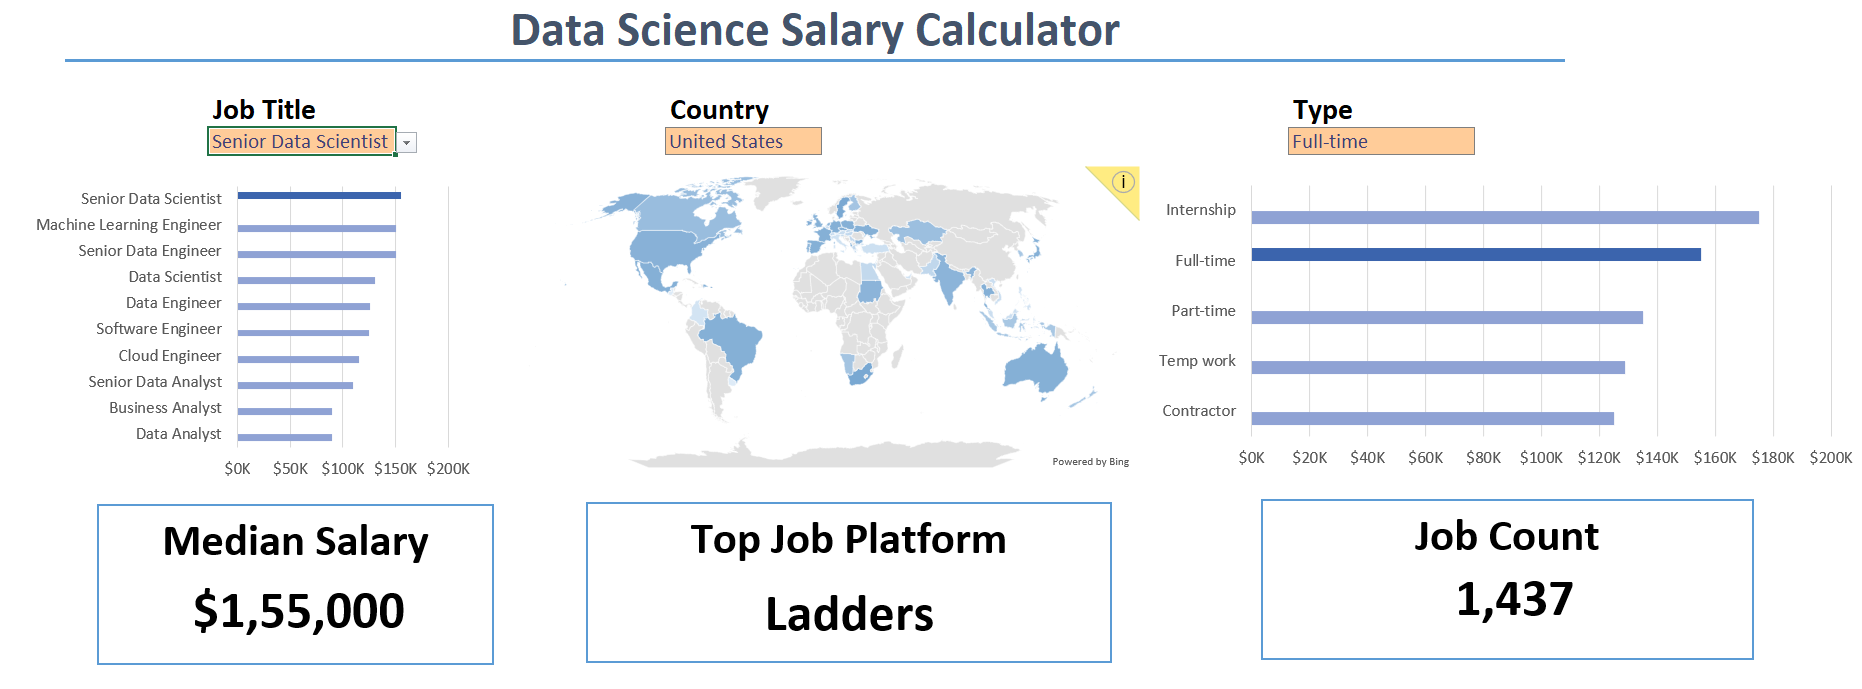 Data Science Salary Calculator
Job Title
Senior Data Scientist
Country
United States
Type
Full-time
Senior Data Scientist
Machine Learning Engineer
Senior Data Engineer
Data Scientist
Data Engineer
Software Engineer
Cloud Engineer
Senior Data Analyst
Business Analyst
Data Analyst
$0K $50K $100K $150K $200K
i
Powered by Bing
Internship
Full-time
Part-time
Temp work
Contractor
$0K $20K $40K $60K $80K $100K $120K $140K $160K $180K $200K
Median Salary
$1,55,000
Top Job Platform
Ladders
Job Count
1,437